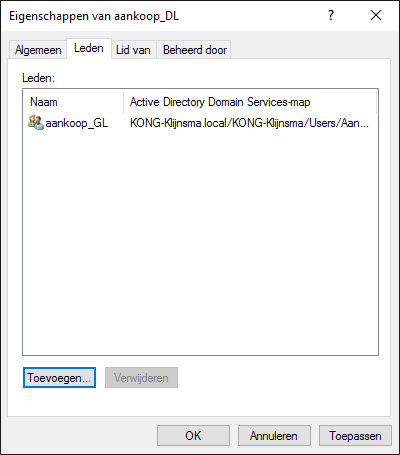 Eigenschappen van aankoop_DL
Algemeen Leden Lid van Beheerd door
Leden:
Naam Active Directory Domain Services-map
aankoop_GL KONG-Klijnsma.local/KONG-Klijnsma/Users/Aan...
Toevoegen... Verwijderen
OK Annuleren Toepassen